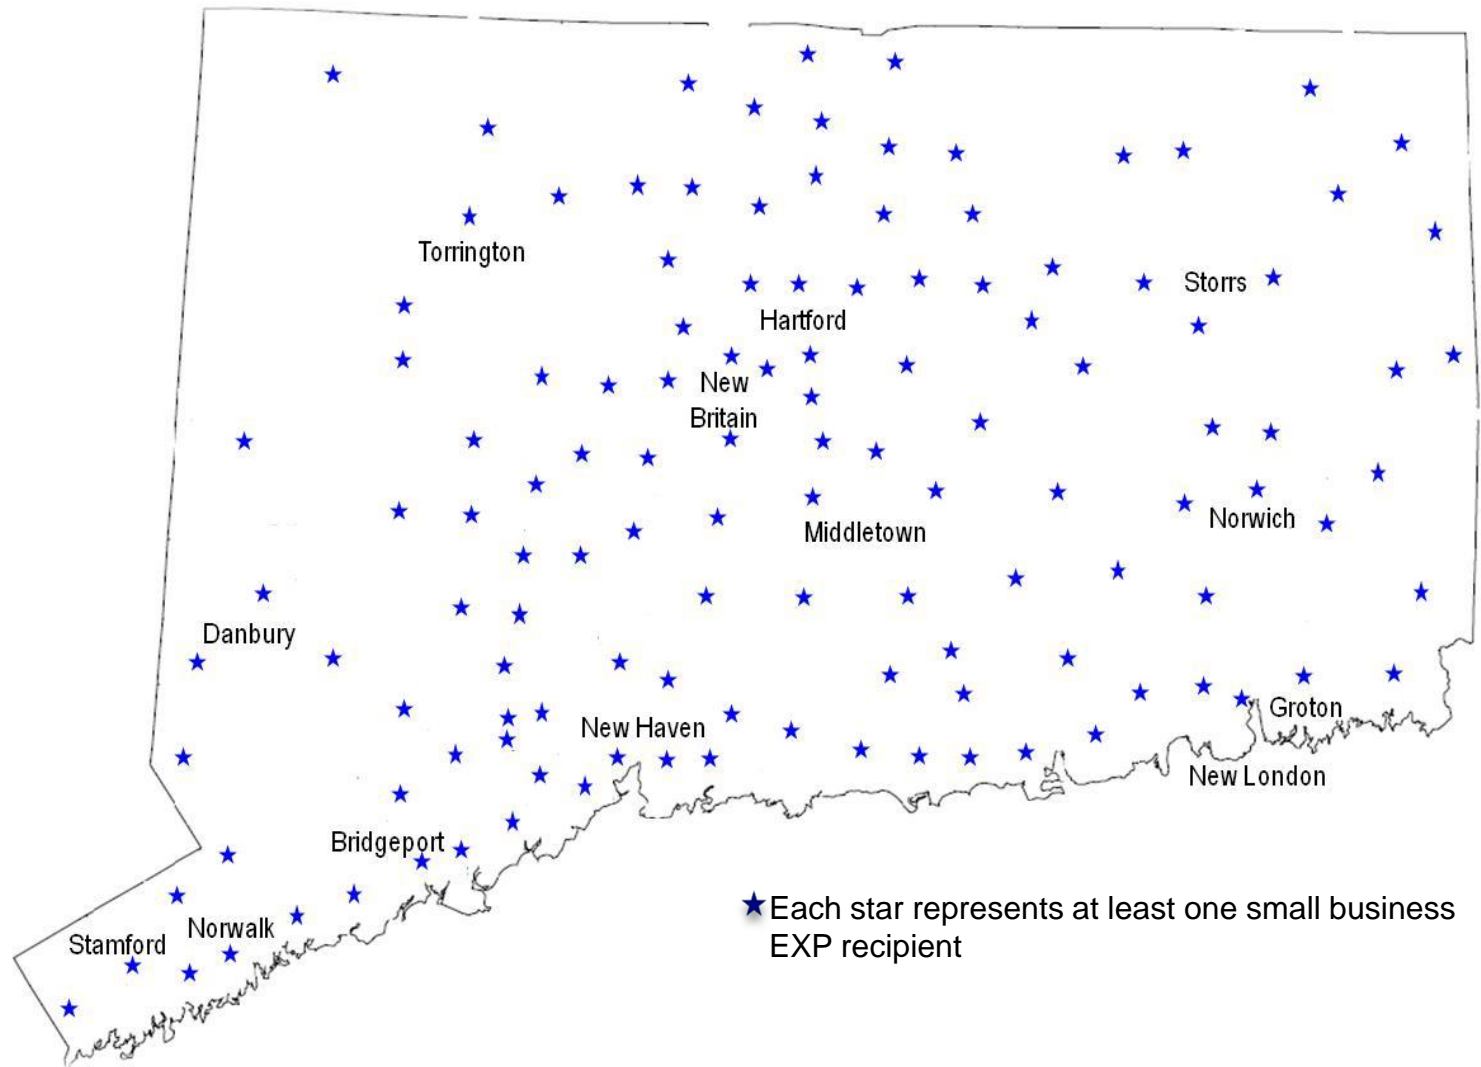 Torrington
Storrs
Hartford
New
Britain
Norwich
Middletown
Danbury
Groton
New Haven
New London
Bridgeport
Each star represents at least one small business
EXP recipient
Norwalk
Stamford